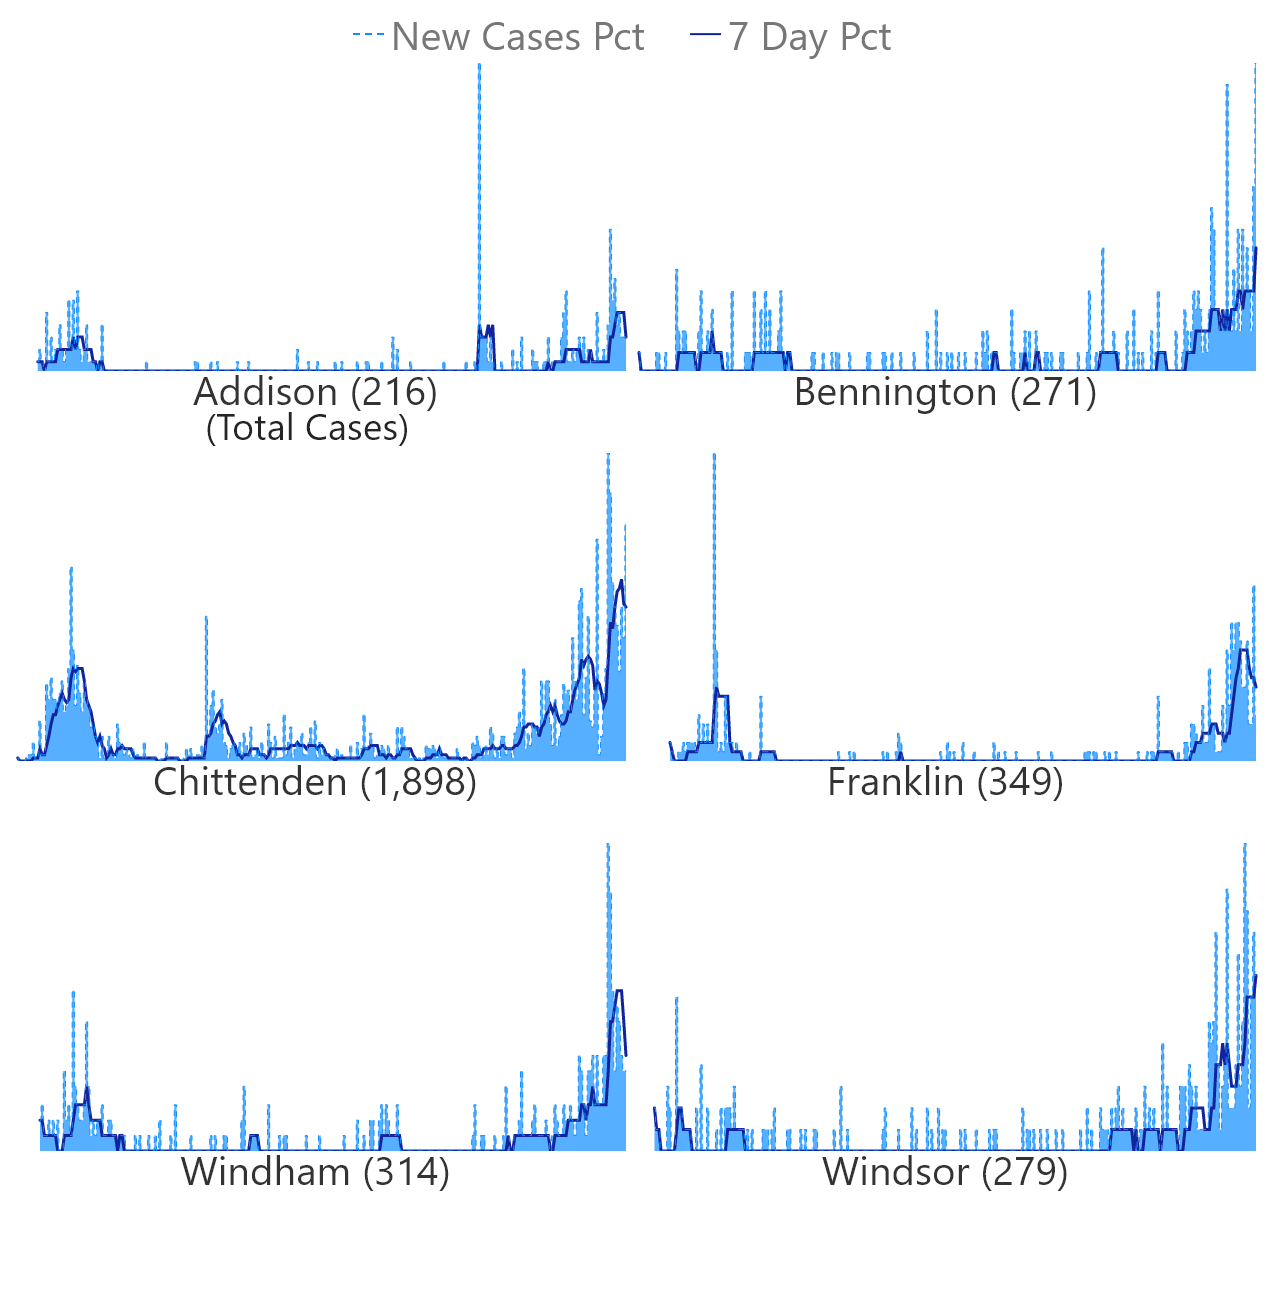 New Cases Pct 7 Day Pct
Addison (216) Bennington (271)
(Total Cases)
Chittenden (1,898) Franklin (349)
Windham (314) Windsor (279)